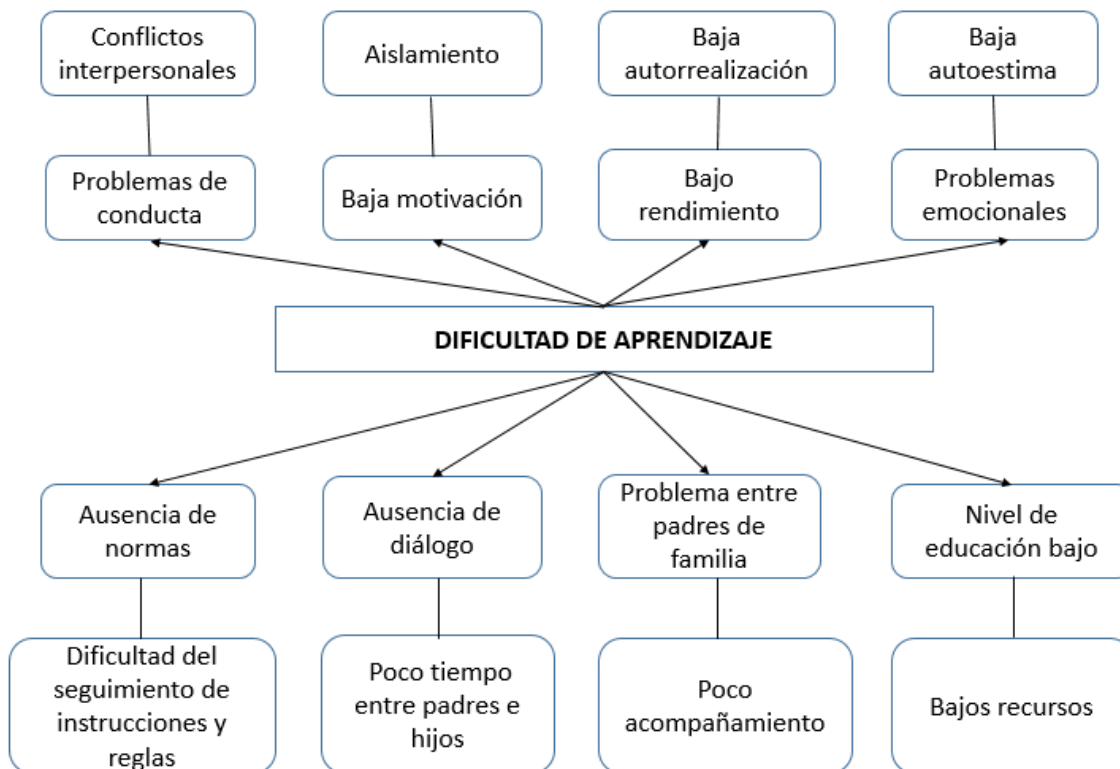 Conflictos
interpersonales
Aislamiento
Baja
autorrealización
Baja
autoestima
Problemas de
conducta
Baja motivación
Bajo
rendimiento
Problemas
emocionales
DIFICULTAD DE APRENDIZAJE
Ausencia de
normas
Ausencia de
diálogo
Problema entre
padres de
familia
Nivel de
educación bajo
Dificultad del
seguimiento de
instrucciones y
reglas
Poco tiempo
entre padres e
hijos
Poco
acompañamiento
Bajos recursos